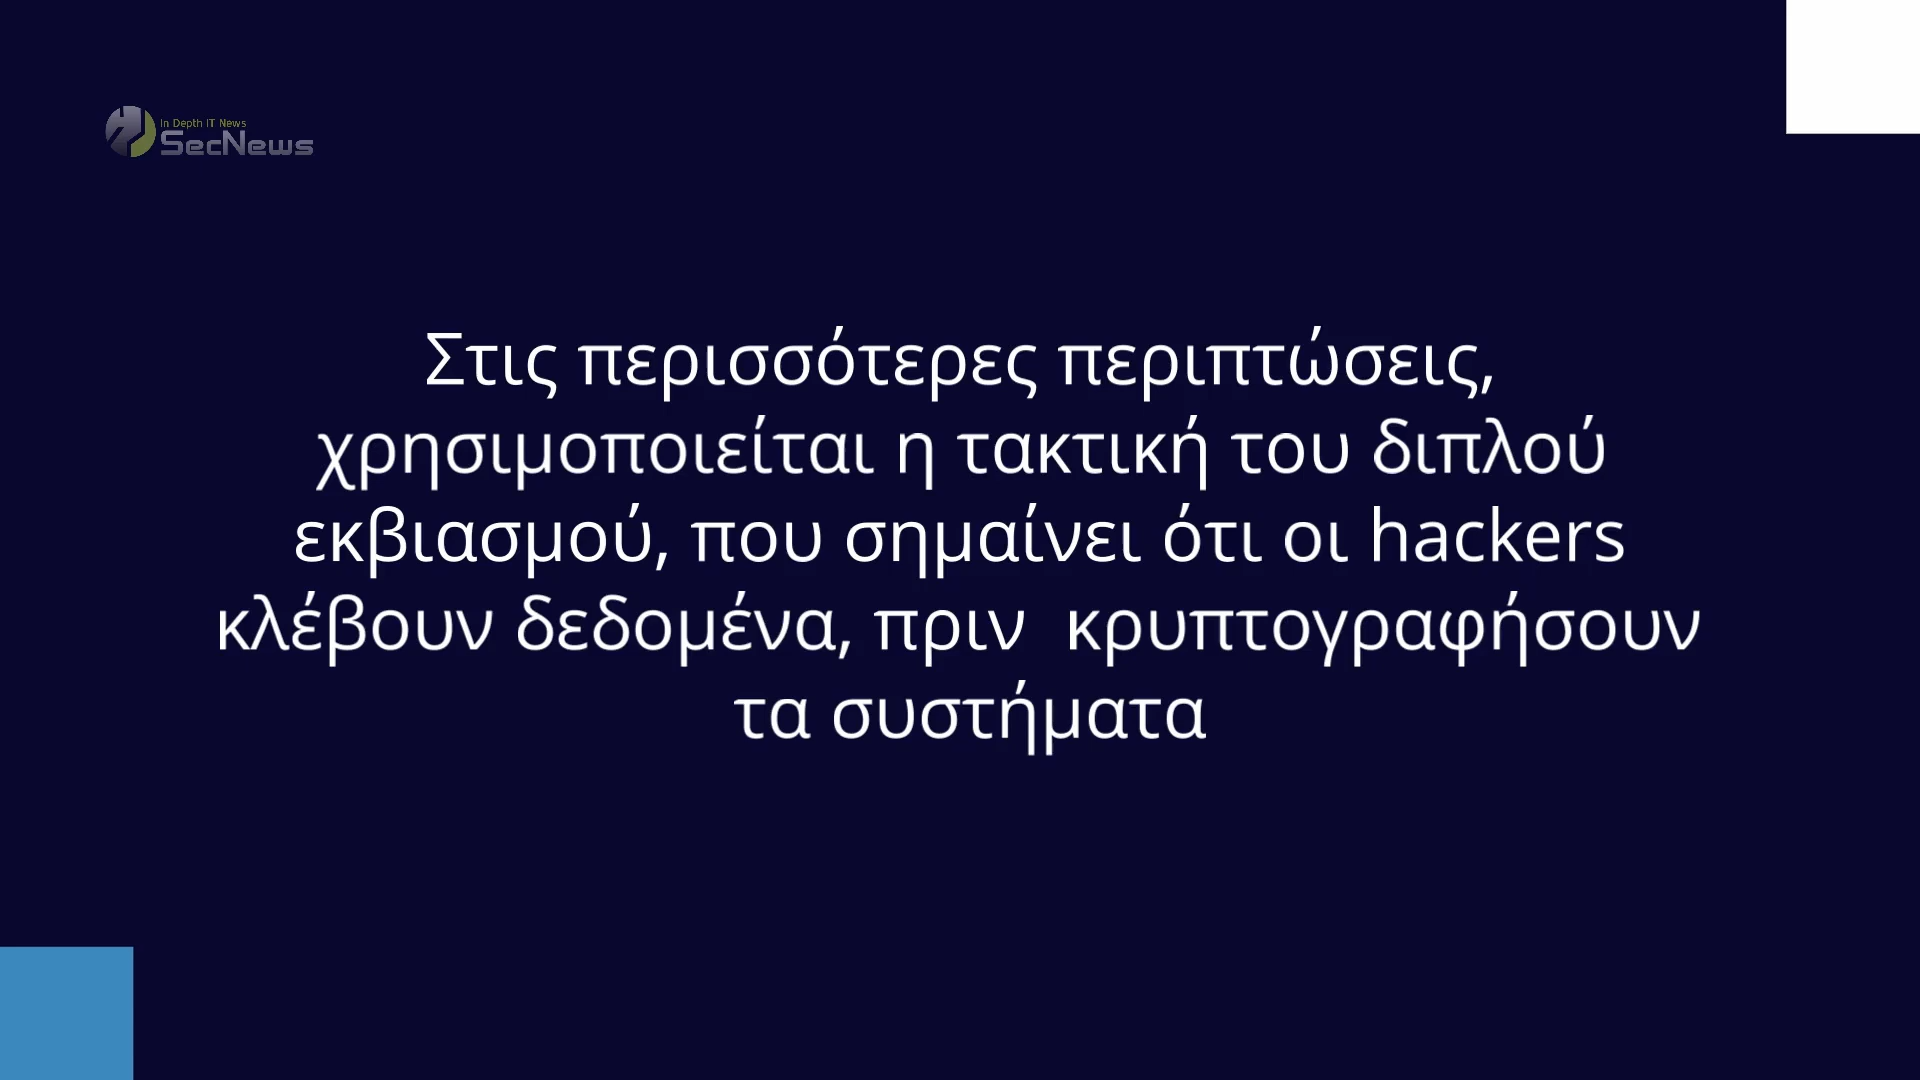 In Depth IT News
SecNews
Στις περισσότερες περιπτώσεις,
χρησιμοποιείται η τακτική του διπλού
εκβιασμού, που σημαίνει ότι οι hackers
κλέβουν δεδομένα, πριν  κρυπτογραφήσουν
τα συστήματα